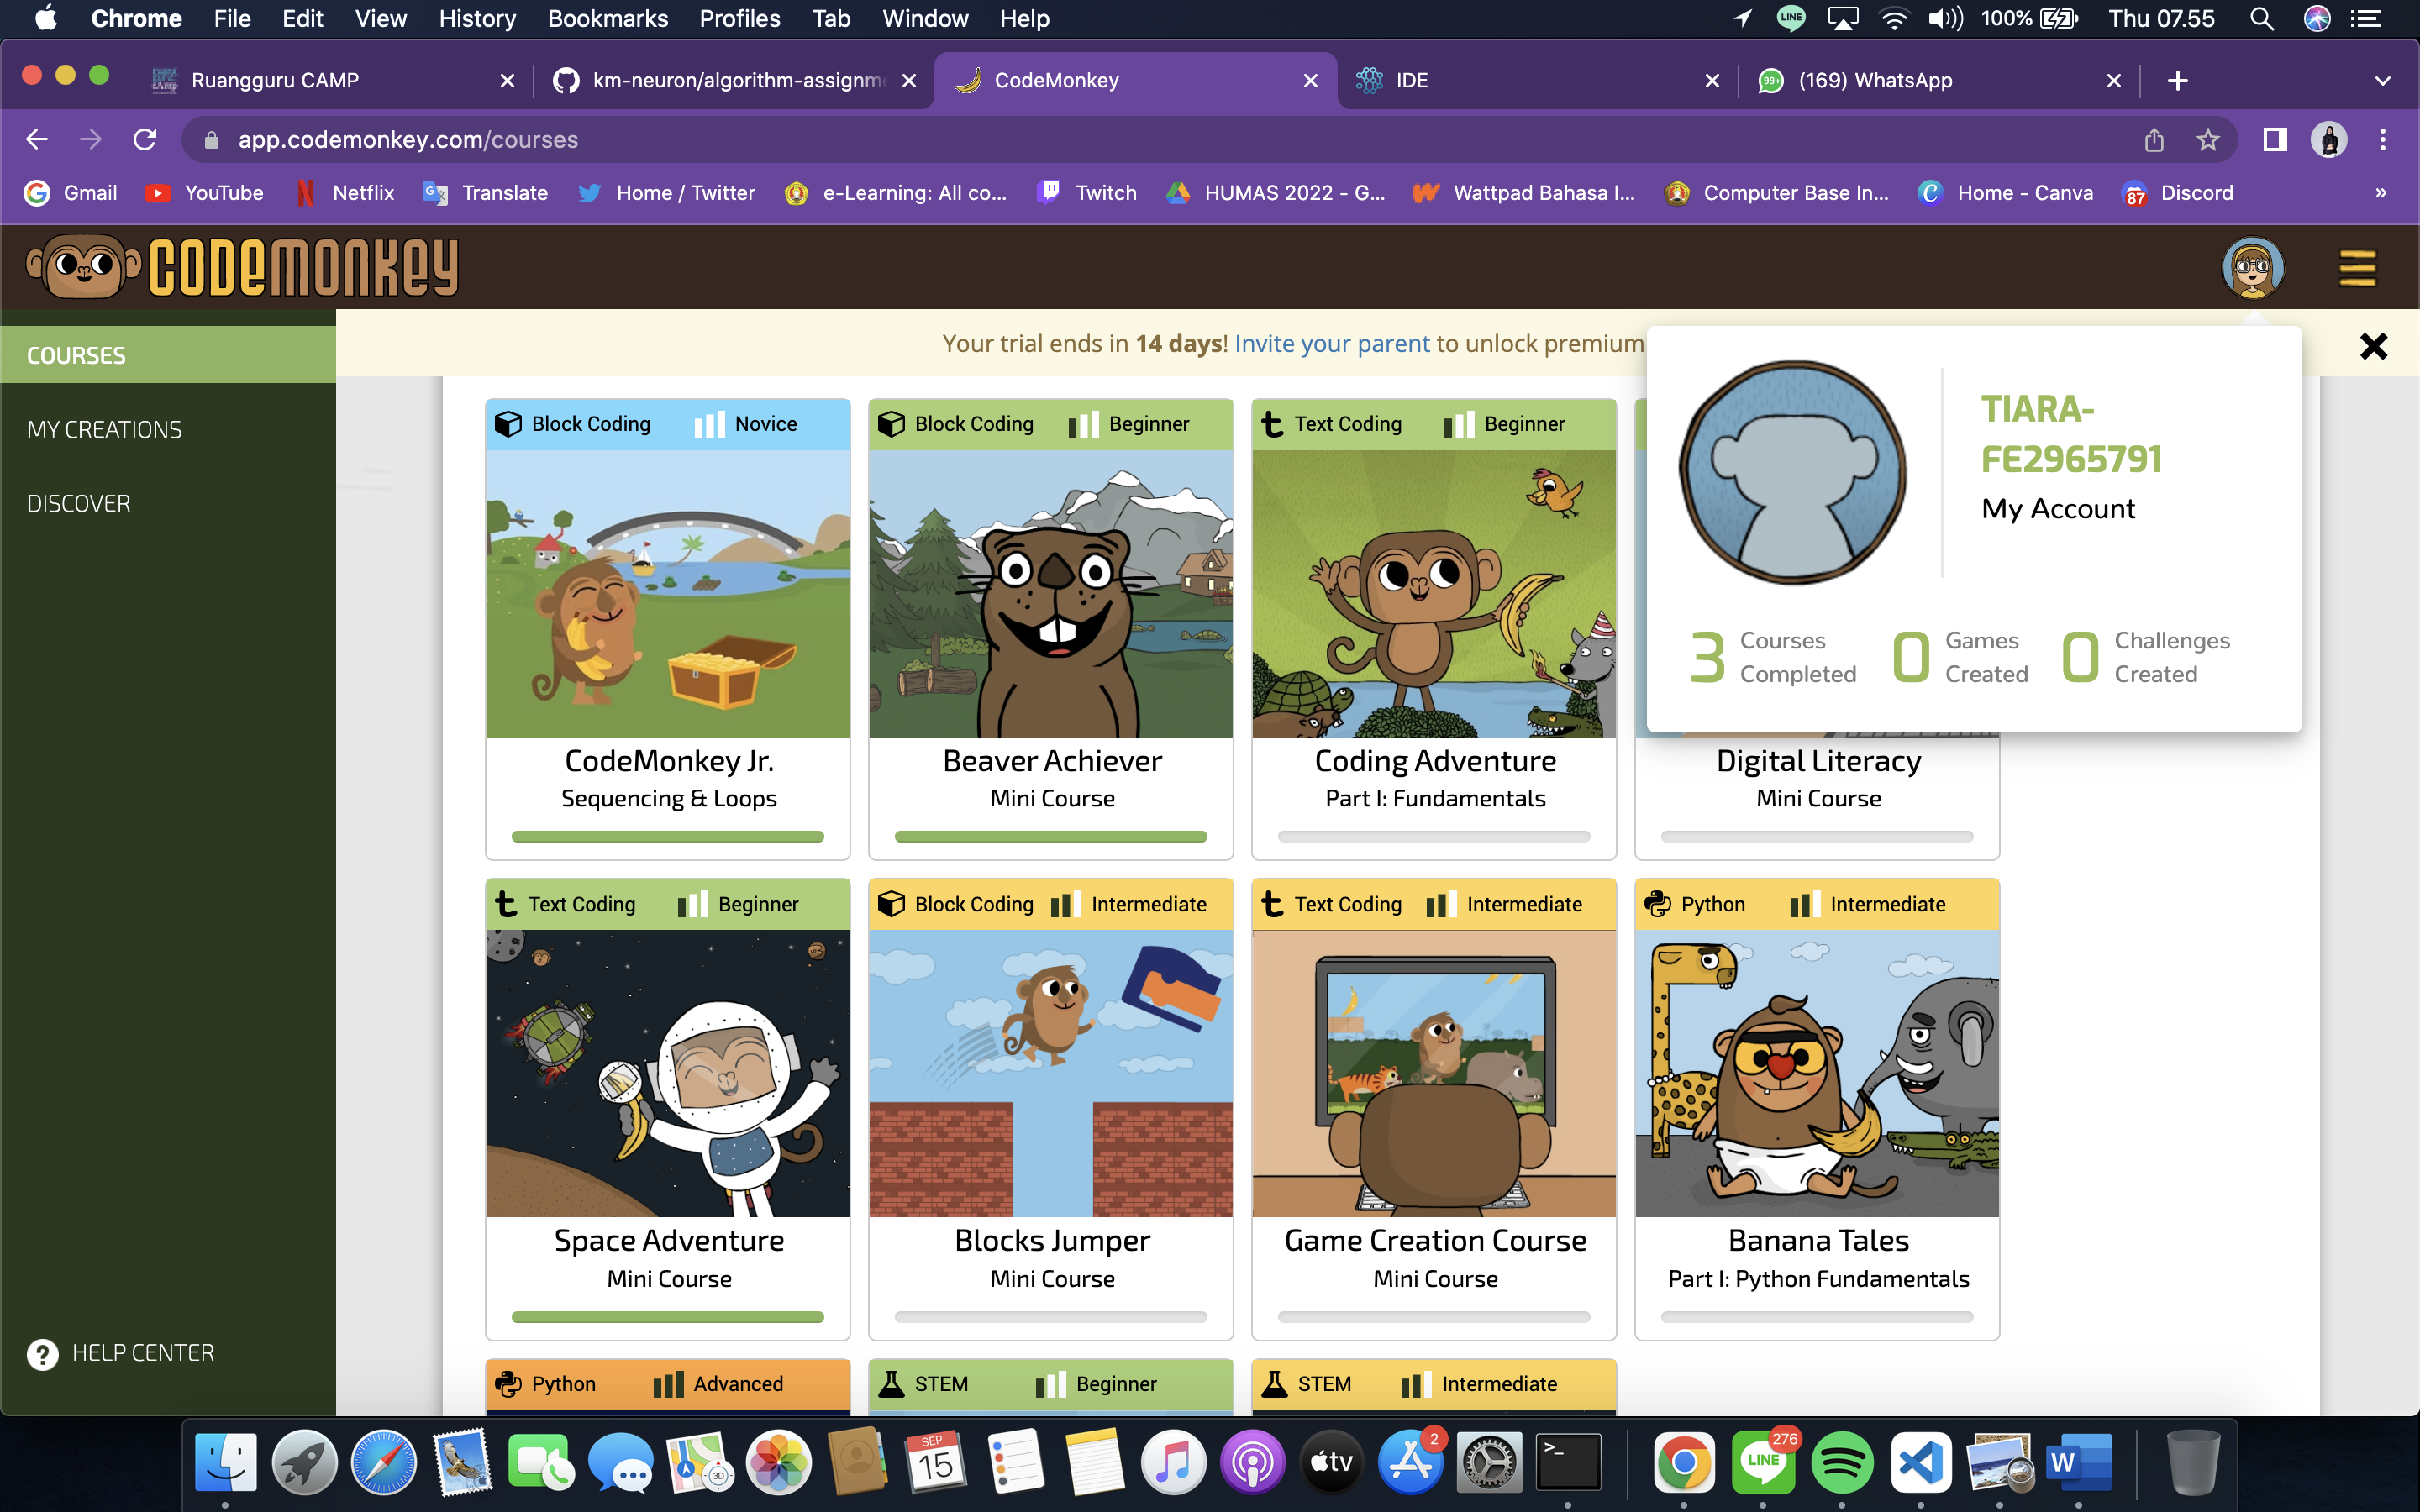 Chrome File Edit View History Bookmarks Profiles Tab Window Help LINE 100% Thu 07.55
Ruangguru CAMP km-neuron/algorithm-assignme CodeMonkey IDE 99+ (169) WhatsApp
app.codemonkey.com/courses
Gmail YouTube Netflix Translate Home / Twitter e-Learning: All co... Twitch HUMAS 2022 - G... Wattpad Bahasa I... Computer Base In... Home - Canva 87 Discord »
CODEMONKEY
Your trial ends in 14 days! Invite your parent to unlock premium
COURSES
MY CREATIONS
DISCOVER
HELP CENTER
TIARA-
FE2965791
My Account
3 Courses Completed
0 Games Created
0 Challenges Created
Block Coding Novice
CodeMonkey Jr.
Sequencing & Loops
Block Coding Beginner
Beaver Achiever
Mini Course
Text Coding Beginner
Coding Adventure
Part I: Fundamentals
Digital Literacy
Mini Course
Text Coding Beginner
Space Adventure
Mini Course
Block Coding Intermediate
Blocks Jumper
Mini Course
Text Coding Intermediate
Game Creation Course
Mini Course
Python Intermediate
Banana Tales
Part I: Python Fundamentals
Python Advanced
STEM Beginner
STEM Intermediate
3D SEP 15 tv 2 >_ LINE 276 W